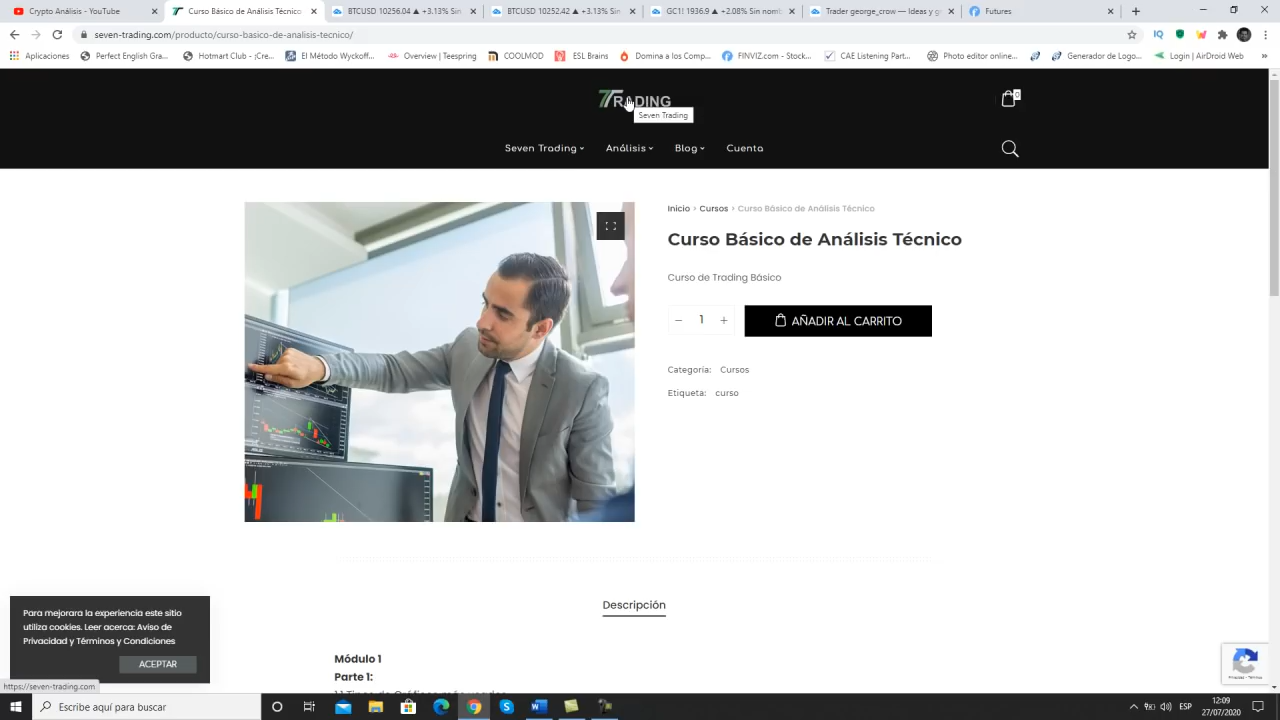 Crypto Análisis - YouTube
Curso Básico de Análisis Técnico
BTCUSD 10256.04 ▲ +3.13% Sin
BTCUSD 10252.42 ▲ +3.13% Sin
GC1! 1936.9 ▲ +2.08% Sin nomb
araoznico — Ideas y
Futures
seven-trading.com/producto/curso-basico-de-analisis-tecnico/
Aplicaciones
Perfect English Gra...
Hotmart Club - ¡Cre...
El Método Wyckoff...
Overview | Teespring
COOLMOD
ESL Brains
Domina a los Comp...
FINVIZ.com - Stock...
CAE Listening Part...
Photo editor online...
Generador de Logo...
Login | AirDroid Web
»
7TRADING
0
Seven Trading
Seven Trading
Análisis
Blog
Cuenta
Inicio > Cursos > Curso Básico de Análisis Técnico
Curso Básico de Análisis Técnico
Curso de Trading Básico
− 1 +
AÑADIR AL CARRITO
Categoría: Cursos
Etiqueta: curso
Descripción
Para mejorara la experiencia este sitio
utiliza cookies. Leer acerca: Aviso de
Privacidad y Términos y Condiciones
ACEPTAR
Módulo 1
Parte 1:
Privacidad - Términos
https://seven-trading.com
Escribe aquí para buscar
ESP
12:09
27/07/2020